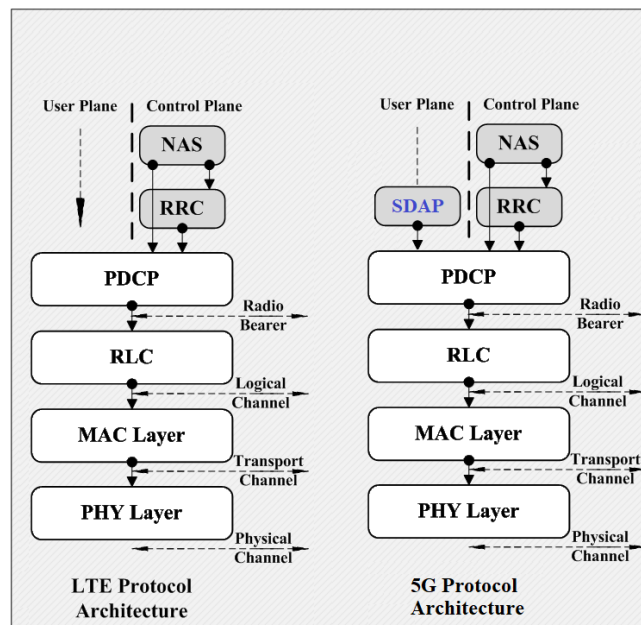 User Plane
Control Plane
NAS
RRC
PDCP
Radio
Bearer
RLC
Logical
Channel
MAC Layer
Transport
Channel
PHY Layer
Physical
Channel
LTE Protocol
Architecture
User Plane
Control Plane
NAS
SDAP
RRC
PDCP
Radio
Bearer
RLC
Logical
Channel
MAC Layer
Transport
Channel
PHY Layer
Physical
Channel
5G Protocol
Architecture